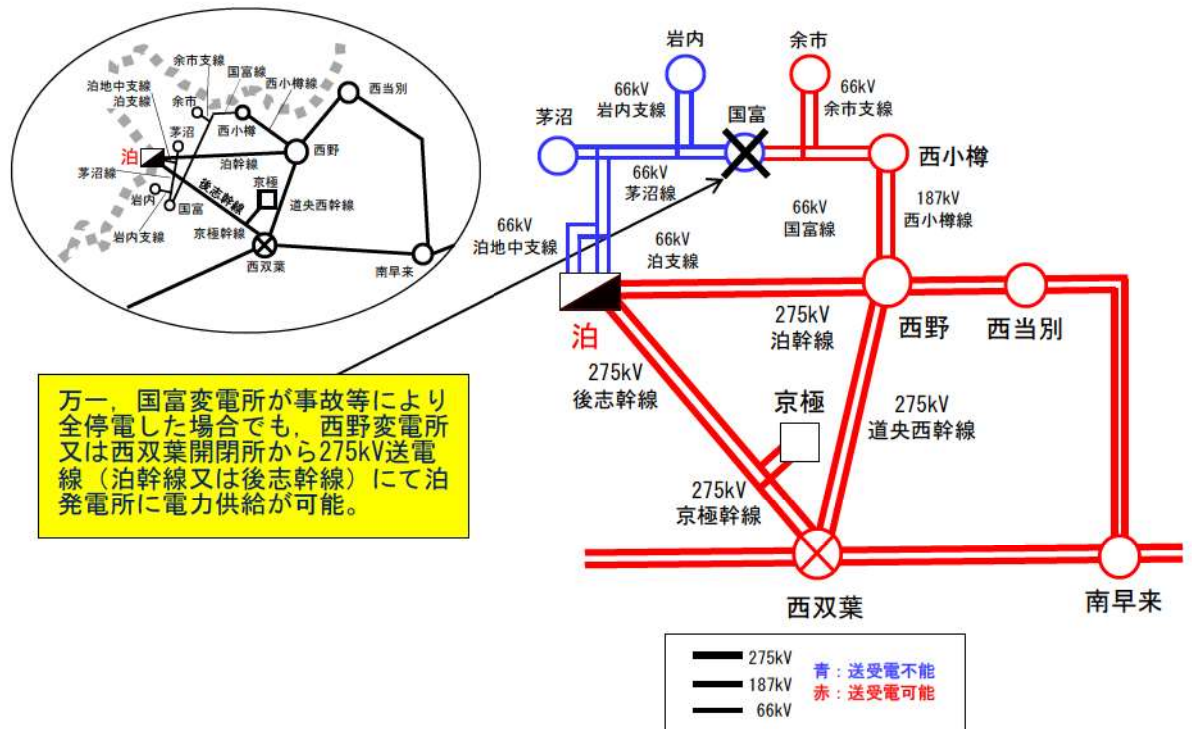 余市支線
国富線
泊地中支線
西小樽線
泊支線
余市
西当別
茅沼
西小樽
泊
西野
茅沼線
泊幹線
後志幹線
京極
岩内
国富
道央西幹線
岩内支線
京極幹線
西双葉
南早来
岩内
余市
66kV
岩内支線
66kV
余市支線
茅沼
国富
西小樽
66kV
茅沼線
66kV
国富線
187kV
西小樽線
66kV
泊地中支線
66kV
泊支線
泊
275kV
泊幹線
西野
西当別
275kV
後志幹線
京極
275kV
道央西幹線
275kV
京極幹線
西双葉
南早来
万一，国富変電所が事故等により
全停電した場合でも，西野変電所
又は西双葉開閉所から275kV送電
線（泊幹線又は後志幹線）にて泊
発電所に電力供給が可能。
275kV
187kV
66kV
青：送受電不能
赤：送受電可能